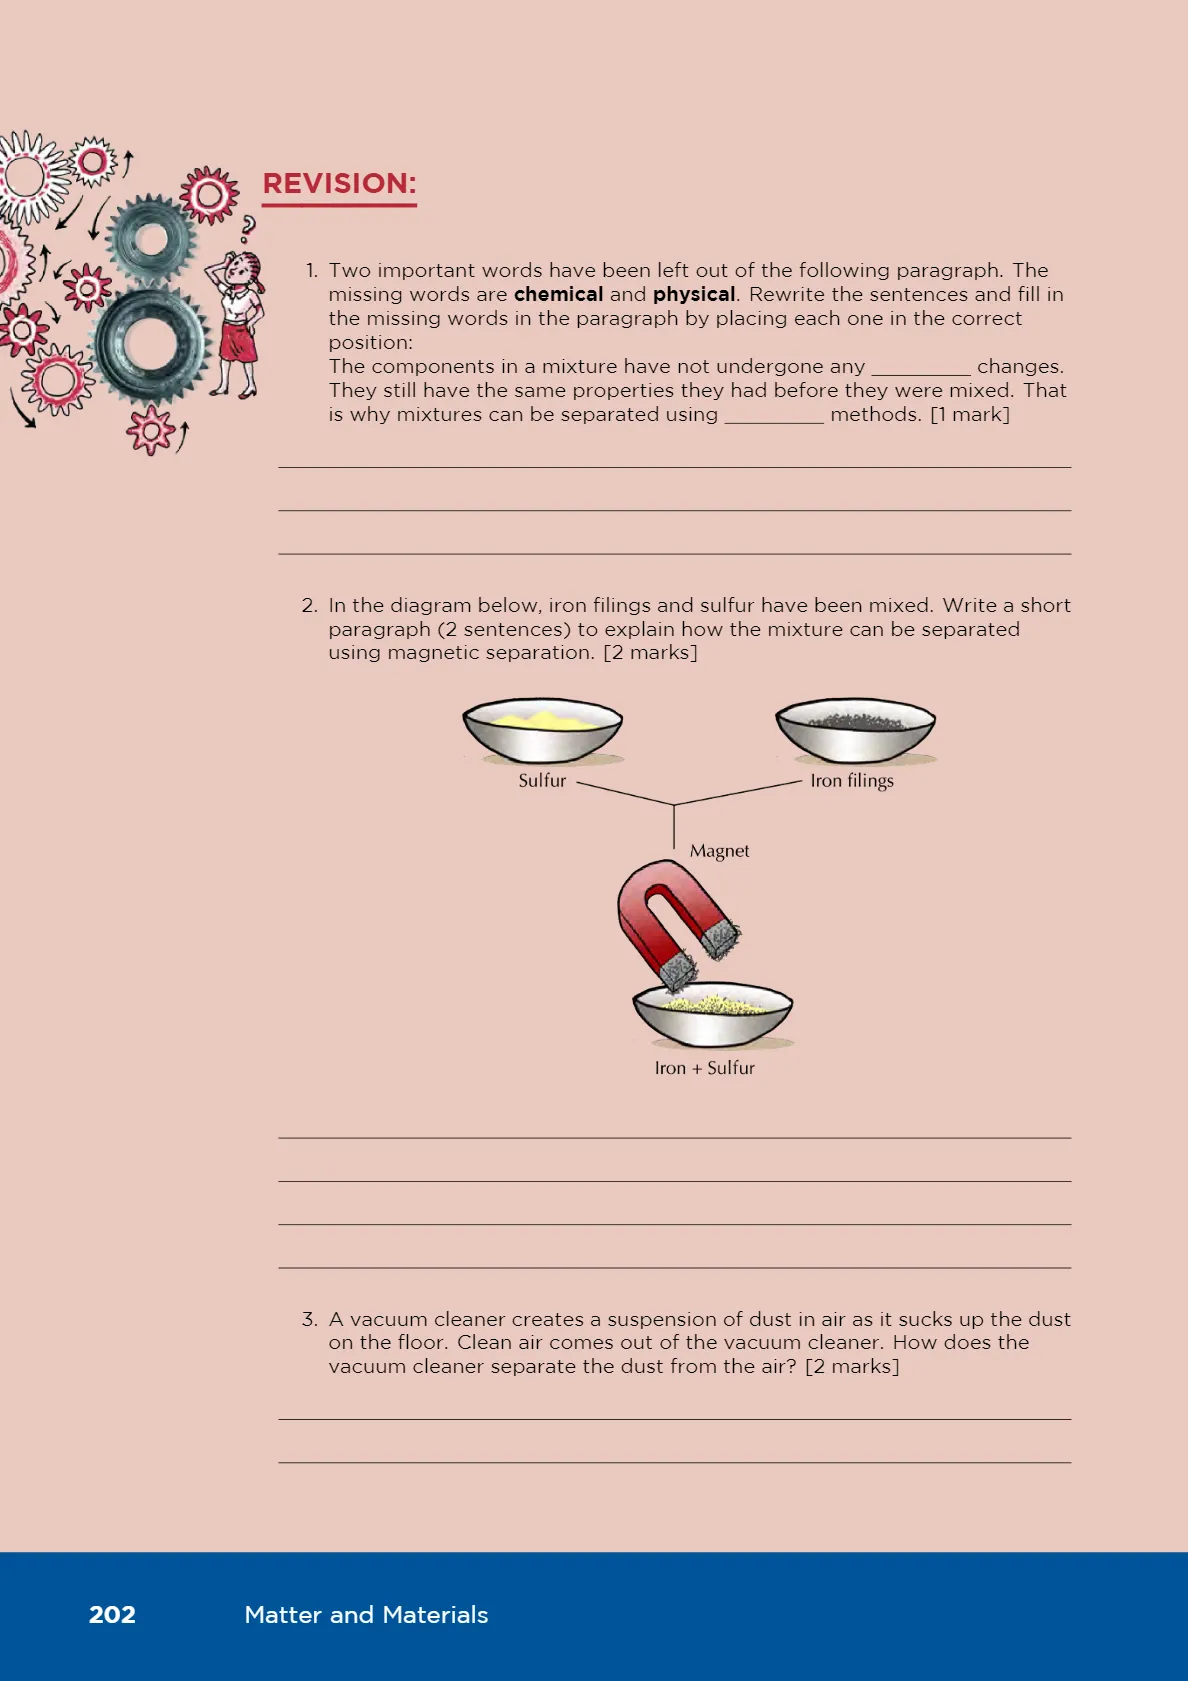 REVISION:
1. Two important words have been left out of the following paragraph. The
missing words are chemical and physical. Rewrite the sentences and fill in
the missing words in the paragraph by placing each one in the correct
position:
The components in a mixture have not undergone any _________ changes.
They still have the same properties they had before they were mixed. That
is why mixtures can be separated using _________ methods. [1 mark]
2. In the diagram below, iron filings and sulfur have been mixed. Write a short
paragraph (2 sentences) to explain how the mixture can be separated
using magnetic separation. [2 marks]
Sulfur
Iron filings
Magnet
Iron + Sulfur
3. A vacuum cleaner creates a suspension of dust in air as it sucks up the dust
on the floor. Clean air comes out of the vacuum cleaner. How does the
vacuum cleaner separate the dust from the air? [2 marks]
202 Matter and Materials